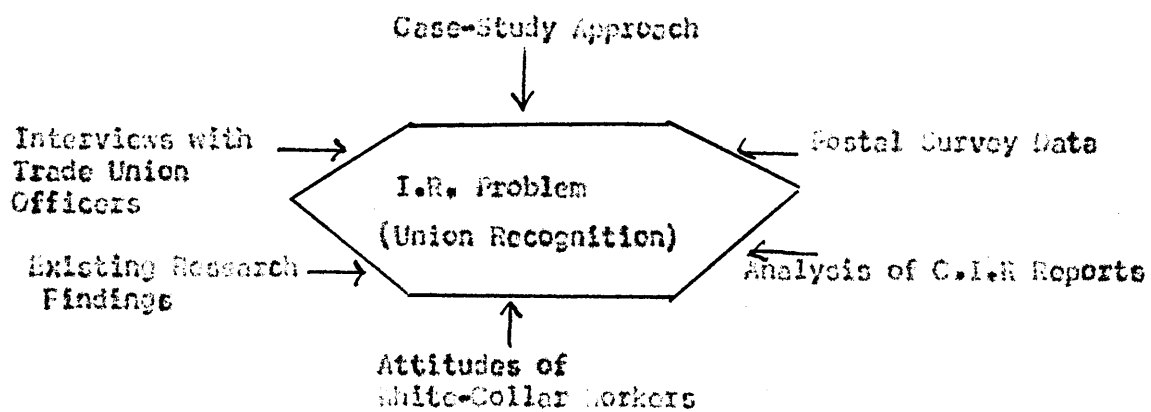 Case-Study Approach
Interviews with
Trade Union
Officers
Postal Survey Data
I.R. Problem
(Union Recognition)
Existing Research
Findings
Analysis of C.I.R Reports
Attitudes of
White-Collar Workers